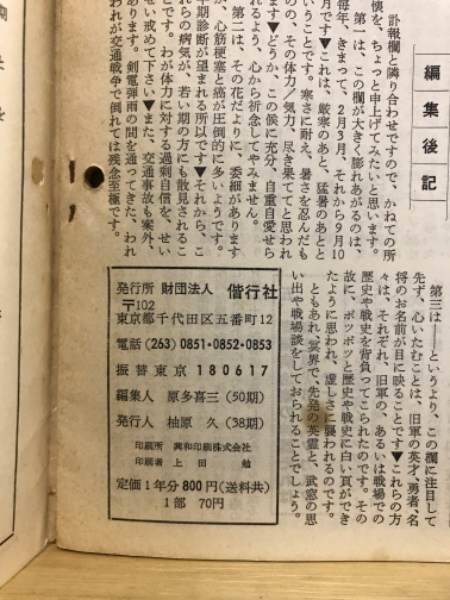 編集後記
訃報欄と隣り合わせですので、かねての所
懐を、ちょっと申上げてみたいと思います。
第一は、この欄が大きく膨れあがるのは、
毎年、きまって、2月3月、それから9月10
月です▼これは、厳寒のあと、猛暑のあとと
いうことです。寒さに耐え、暑さを忍んだも
のの、その体力/気力、尽き果てたと思われ
ます▼どうか、この候に充分、自重自愛せら
れるよう、心から祈念してやみません。
第二は、その花だよりに、委細があります
が、心筋梗塞と癌が圧倒的に多いようです。
早期診断が望まれる所以です▼それから、こ
れらの病気が、若い期の方にも散見されるこ
とです。わが体力に対する過剰自信を、せい
ぜい戒めて下さい▼また、交通事故も案外、
あります。剣電弾雨の間を通ってきた、われ
われが交通戦争で倒れては残念至極です。
第三は――というより、この欄に注目して
先ず、心いたむことは、旧軍の英才、勇者、名
将のお名前が目に映ることです▼これらの方
々は、それぞれ、旧軍の、あるいは戦場での
歴史や戦史を背負ってこられたのです。その
故に、ポツポツと歴史や戦史に白い頁ができ
たように思われ、虚しさに襲われるのです。
ともあれ、冥界で、先発の英霊と、武窓の思
い出や戦場談をしておられることでしょう。
発行所 財団法人 偕行社
〒102
東京都千代田区五番町12
電話 (263) 0851・0852・0853
振替東京 180617
編集人 原多喜三 (50期)
発行人 柚原 久 (38期)
印刷所 興和印刷株式会社
印刷者 上田 勉
定価1年分 800円 (送料共)
1部 70円